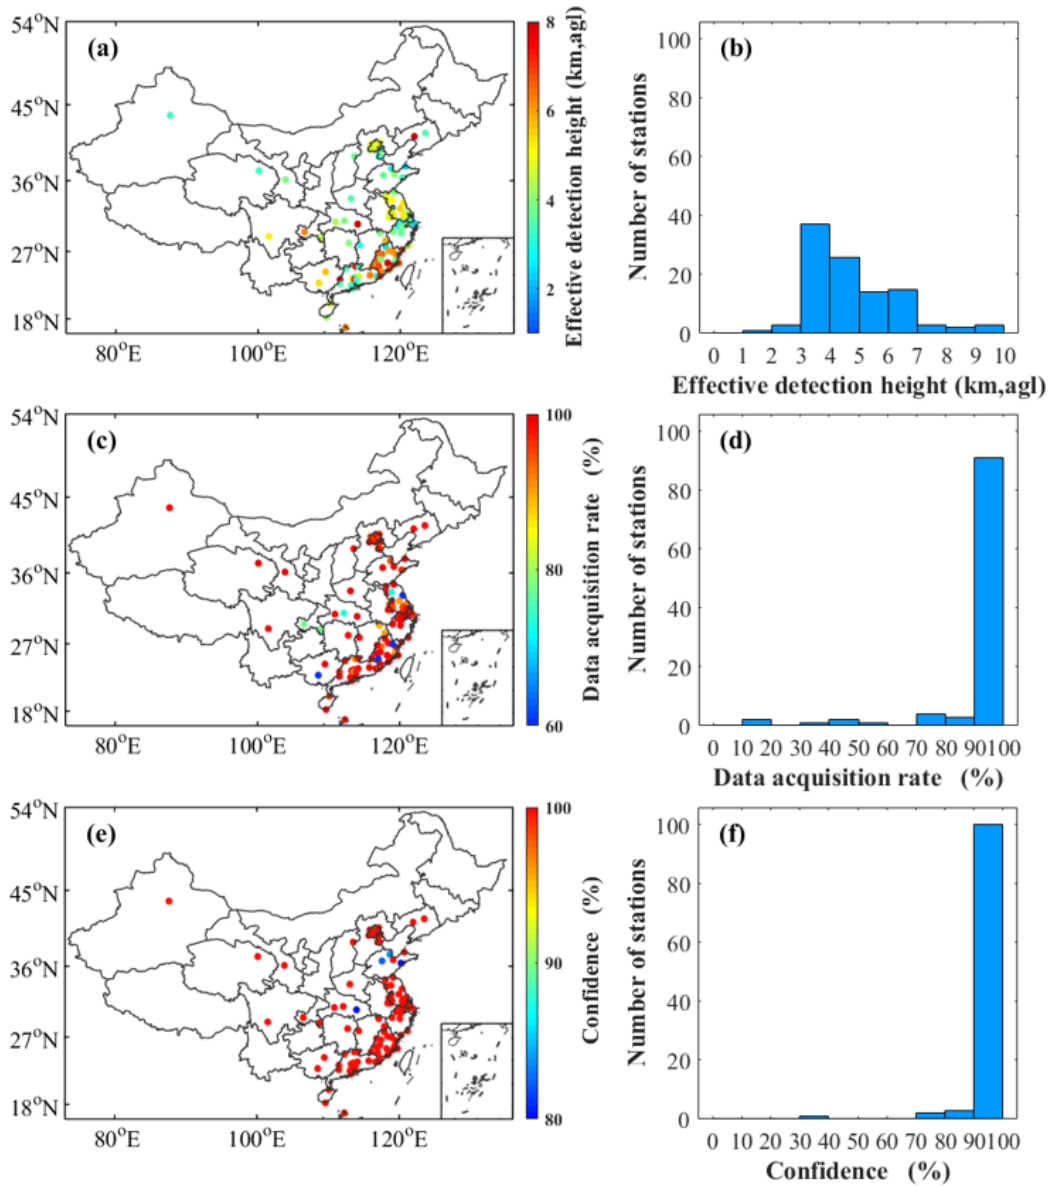 54°N
45°N
36°N
27°N
18°N
80°E
100°E
120°E
(a)
8
6
4
2
Effective detection height (km,agl)
(b)
100
80
60
40
20
0
Number of stations
0 1 2 3 4 5 6 7 8 9 10
Effective detection height (km,agl)
54°N
45°N
36°N
27°N
18°N
80°E
100°E
120°E
(c)
100
80
60
Data acquisition rate (%)
(d)
100
80
60
40
20
0
Number of stations
0 10 20 30 40 50 60 70 80 90 100
Data acquisition rate (%)
54°N
45°N
36°N
27°N
18°N
80°E
100°E
120°E
(e)
100
90
80
Confidence (%)
(f)
100
80
60
40
20
0
Number of stations
0 10 20 30 40 50 60 70 80 90 100
Confidence (%)